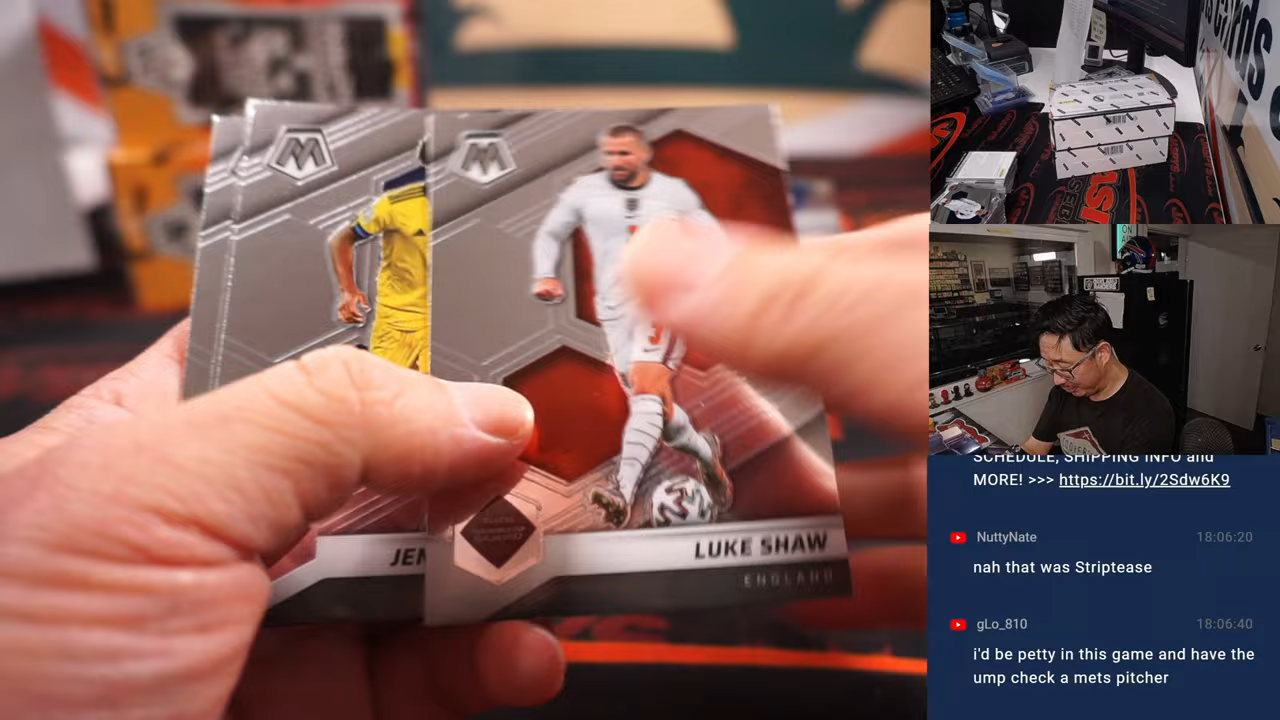 JEN
LUKE SHAW
ENGLAND
SCHEDULE, SHIPPING INFO and
MORE! >>> https://bit.ly/2Sdw6K9
NuttyNate
18:06:20
nah that was Striptease
gLo_810
18:06:40
i'd be petty in this game and have the
ump check a mets pitcher